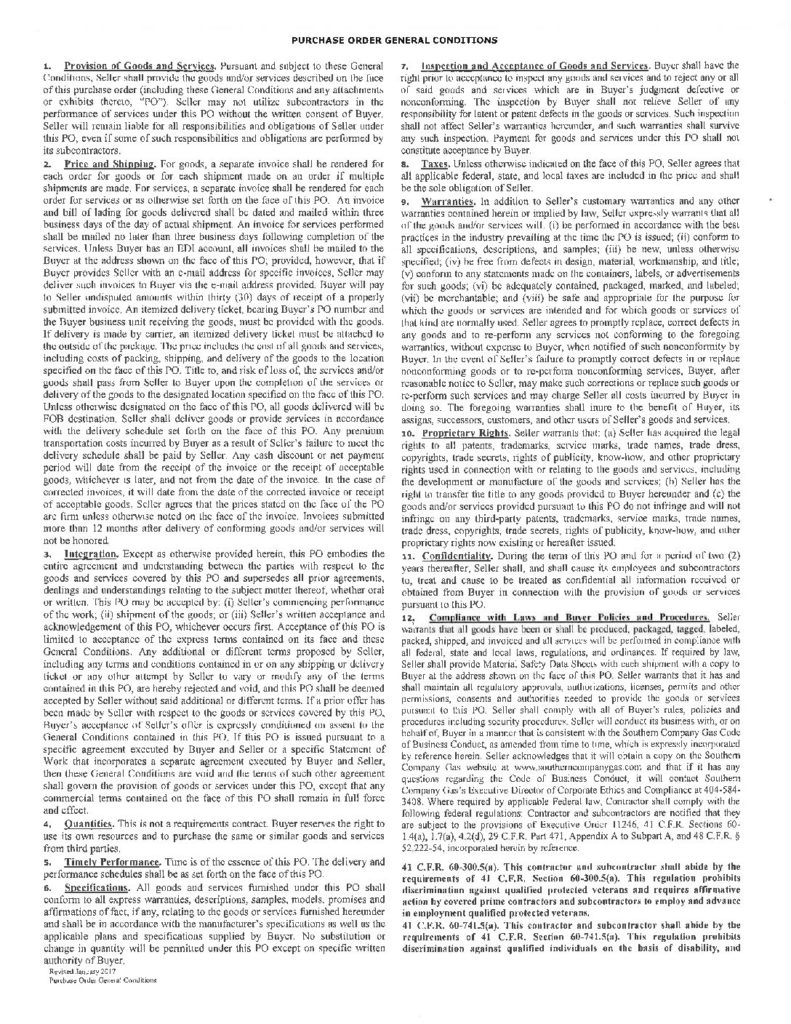 PURCHASE ORDER GENERAL CONDITIONS
1. Provision of Goods and Services. Pursuant and subject to these General
Conditions, Seller shall provide the goods and/or services described on the face
of this purchase order (including these General Conditions and any attachments
or exhibits thereto, "PO"). Seller may not utilize subcontractors in the
performance of services under this PO without the written consent of Buyer.
Seller will remain liable for all responsibilities and obligations of Seller under
this PO, even if some of such responsibilities and obligations are performed by
its subcontractors.
2. Price and Shipping. For goods, a separate invoice shall be rendered for
each order for goods or for each shipment made on an order if multiple
shipments are made. For services, a separate invoice shall be rendered for each
order for services or as otherwise set forth on the face of this PO. An invoice
and bill of lading for goods delivered shall be dated and mailed within three
business days of the day of actual shipment. An invoice for services performed
shall be mailed no later than three business days following completion of the
services. Unless Buyer has an EDI account, all invoices shall be mailed to the
Buyer at the address shown on the face of this PO; provided, however, that if
Buyer provides Seller with an e-mail address for specific invoices, Seller may
deliver such invoices to Buyer via the e-mail address provided. Buyer will pay
to Seller undisputed amounts within thirty (30) days of receipt of a properly
submitted invoice. An itemized delivery ticket, bearing Buyer's PO number and
the Buyer business unit receiving the goods, must be provided with the goods.
If delivery is made by carrier, an itemized delivery ticket must be attached to
the outside of the package. The price includes the cost of all goods and services,
including costs of packing, shipping, and delivery of the goods to the location
specified on the face of this PO. Title to, and risk of loss of, the services and/or
goods shall pass from Seller to Buyer upon the completion of the services or
delivery of the goods to the designated location specified on the face of this PO.
Unless otherwise designated on the face of this PO, all goods delivered will be
FOB destination. Seller shall deliver goods or provide services in accordance
with the delivery schedule set forth on the face of this PO. Any premium
transportation costs incurred by Buyer as a result of Seller's failure to meet the
delivery schedule shall be paid by Seller. Any cash discount or net payment
period will date from the receipt of the invoice or the receipt of acceptable
goods, whichever is later, and not from the date of the invoice. In the case of
corrected invoices, it will date from the date of the corrected invoice or receipt
of acceptable goods. Seller agrees that the prices stated on the face of the PO
are firm unless otherwise noted on the face of the invoice. Invoices submitted
more than 12 months after delivery of conforming goods and/or services will
not be honored.
3. Integration. Except as otherwise provided herein, this PO embodies the
entire agreement and understanding between the parties with respect to the
goods and services covered by this PO and supersedes all prior agreements,
dealings and understandings relating to the subject matter thereof, whether oral
or written. This PO may be accepted by: (i) Seller's commencing performance
of the work; (ii) shipment of the goods; or (iii) Seller's written acceptance and
acknowledgement of this PO, whichever occurs first. Acceptance of this PO is
limited to acceptance of the express terms contained on its face and these
General Conditions. Any additional or different terms proposed by Seller,
including any terms and conditions contained in or on any shipping or delivery
ticket or any other attempt by Seller to vary or modify any of the terms
contained in this PO, are hereby rejected and void, and this PO shall be deemed
accepted by Seller without said additional or different terms. If a prior offer has
been made by Seller with respect to the goods or services covered by this PO,
Buyer's acceptance of Seller's offer is expressly conditioned on assent to the
General Conditions contained in this PO. If this PO is issued pursuant to a
specific agreement executed by Buyer and Seller or a specific Statement of
Work that incorporates a separate agreement executed by Buyer and Seller,
then these General Conditions are void and the terms of such other agreement
shall govern the provision of goods or services under this PO, except that any
commercial terms contained on the face of this PO shall remain in full force
and effect.
4. Quantities. This is not a requirements contract. Buyer reserves the right to
use its own resources and to purchase the same or similar goods and services
from third parties.
5. Timely Performance. Time is of the essence of this PO. The delivery and
performance schedules shall be as set forth on the face of this PO.
6. Specifications. All goods and services furnished under this PO shall
conform to all express warranties, descriptions, samples, models, promises and
affirmations of fact, if any, relating to the goods or services furnished hereunder
and shall be in accordance with the manufacturer's specifications as well as the
applicable plans and specifications supplied by Buyer. No substitution or
change in quantity will be permitted under this PO except on specific written
authority of Buyer.
Revised January 2017
Purchase Order General Conditions
7. Inspection and Acceptance of Goods and Services. Buyer shall have the
right prior to acceptance to inspect any goods and services and to reject any or all
of said goods and services which are in Buyer's judgment defective or
nonconforming. The inspection by Buyer shall not relieve Seller of any
responsibility for latent or patent defects in the goods or services. Such inspection
shall not affect Seller's warranties hereunder, and such warranties shall survive
any such inspection. Payment for goods and services under this PO shall not
constitute acceptance by Buyer.
8. Taxes. Unless otherwise indicated on the face of this PO, Seller agrees that
all applicable federal, state, and local taxes are included in the price and shall
be the sole obligation of Seller.
9. Warranties. In addition to Seller's customary warranties and any other
warranties contained herein or implied by law, Seller expressly warrants that all
of the goods and/or services will: (i) be performed in accordance with the best
practices in the industry prevailing at the time the PO is issued; (ii) conform to
all specifications, descriptions, and samples; (iii) be new, unless otherwise
specified; (iv) be free from defects in design, material, workmanship, and title;
(v) conform to any statements made on the containers, labels, or advertisements
for such goods; (vi) be adequately contained, packaged, marked, and labeled;
(vii) be merchantable; and (viii) be safe and appropriate for the purpose for
which the goods or services are intended and for which goods or services of
that kind are normally used. Seller agrees to promptly replace, correct defects in
any goods and to re-perform any services not conforming to the foregoing
warranties, without expense to Buyer, when notified of such nonconformity by
Buyer. In the event of Seller's failure to promptly correct defects in or replace
nonconforming goods or to re-perform nonconforming services, Buyer, after
reasonable notice to Seller, may make such corrections or replace such goods or
re-perform such services and may charge Seller all costs incurred by Buyer in
doing so. The foregoing warranties shall inure to the benefit of Buyer, its
assigns, successors, customers, and other users of Seller's goods and services.
10. Proprietary Rights. Seller warrants that: (a) Seller has acquired the legal
rights to all patents, trademarks, service marks, trade names, trade dress,
copyrights, trade secrets, rights of publicity, know-how, and other proprietary
rights used in connection with or relating to the goods and services, including
the development or manufacture of the goods and services; (b) Seller has the
right to transfer the title to any goods provided to Buyer hereunder and (c) the
goods and/or services provided pursuant to this PO do not infringe and will not
infringe on any third-party patents, trademarks, service marks, trade names,
trade dress, copyrights, trade secrets, rights of publicity, know-how, and other
proprietary rights now existing or hereafter issued.
11. Confidentiality. During the term of this PO and for a period of two (2)
years thereafter, Seller shall, and shall cause its employees and subcontractors
to, treat and cause to be treated as confidential all information received or
obtained from Buyer in connection with the provision of goods or services
pursuant to this PO.
12. Compliance with Laws and Buyer Policies and Procedures. Seller
warrants that all goods have been or shall be produced, packaged, tagged, labeled,
packed, shipped, and invoiced and all services will be performed in compliance with
all federal, state and local laws, regulations, and ordinances. If required by law,
Seller shall provide Material Safety Data Sheets with each shipment with a copy to
Buyer at the address shown on the face of this PO. Seller warrants that it has and
shall maintain all regulatory approvals, authorizations, licenses, permits and other
permissions, consents and authorities needed to provide the goods or services
pursuant to this PO. Seller shall comply with all of Buyer's rules, policies and
procedures including security procedures. Seller will conduct its business with, or on
behalf of, Buyer in a manner that is consistent with the Southern Company Gas Code
of Business Conduct, as amended from time to time, which is expressly incorporated
by reference herein. Seller acknowledges that it will obtain a copy on the Southern
Company Gas website at www.southerncompanygas.com and that if it has any
questions regarding the Code of Business Conduct, it will contact Southern
Company Gas's Executive Director of Corporate Ethics and Compliance at 404-584-
3408. Where required by applicable Federal law, Contractor shall comply with the
following federal regulations: Contractor and subcontractors are notified that they
are subject to the provisions of Executive Order 11246, 41 C.F.R. Sections 60-
1.4(a), 1.7(a), 4.2(d), 29 C.F.R. Part 471, Appendix A to Subpart A, and 48 C.F.R. §
52.222-54, incorporated herein by reference.
41 C.F.R. 60-300.5(a). This contractor and subcontractor shall abide by the
requirements of 41 C.F.R. Section 60-300.5(a). This regulation prohibits
discrimination against qualified protected veterans and requires affirmative
action by covered prime contractors and subcontractors to employ and advance
in employment qualified protected veterans.
41 C.F.R. 60-741.5(a). This contractor and subcontractor shall abide by the
requirements of 41 C.F.R. Section 60-741.5(a). This regulation prohibits
discrimination against qualified individuals on the basis of disability, and